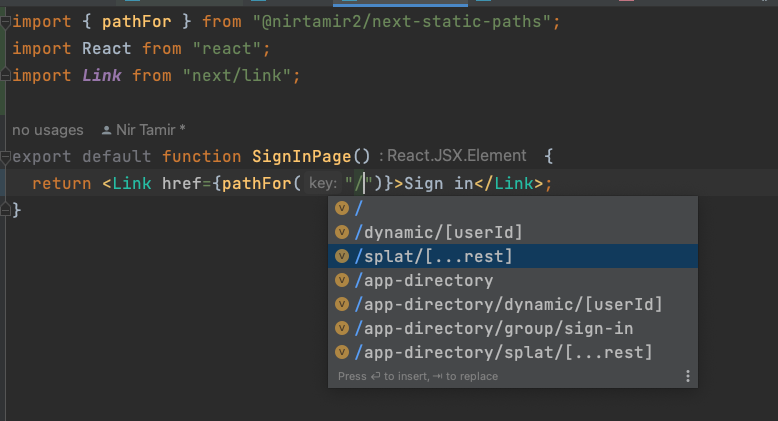 import { pathFor } from "@nirtamir2/next-static-paths";
import React from "react";
import Link from "next/link";
no usages Nir Tamir *
export default function SignInPage() : React.JSX.Element {
return <Link href={pathFor( key: "/")}>Sign in</Link>;
}
V /
V /dynamic/[userId]
V /splat/[...rest]
V /app-directory
V /app-directory/dynamic/[userId]
V /app-directory/group/sign-in
V /app-directory/splat/[...rest]
Press ⏎ to insert, ⇥ to replace